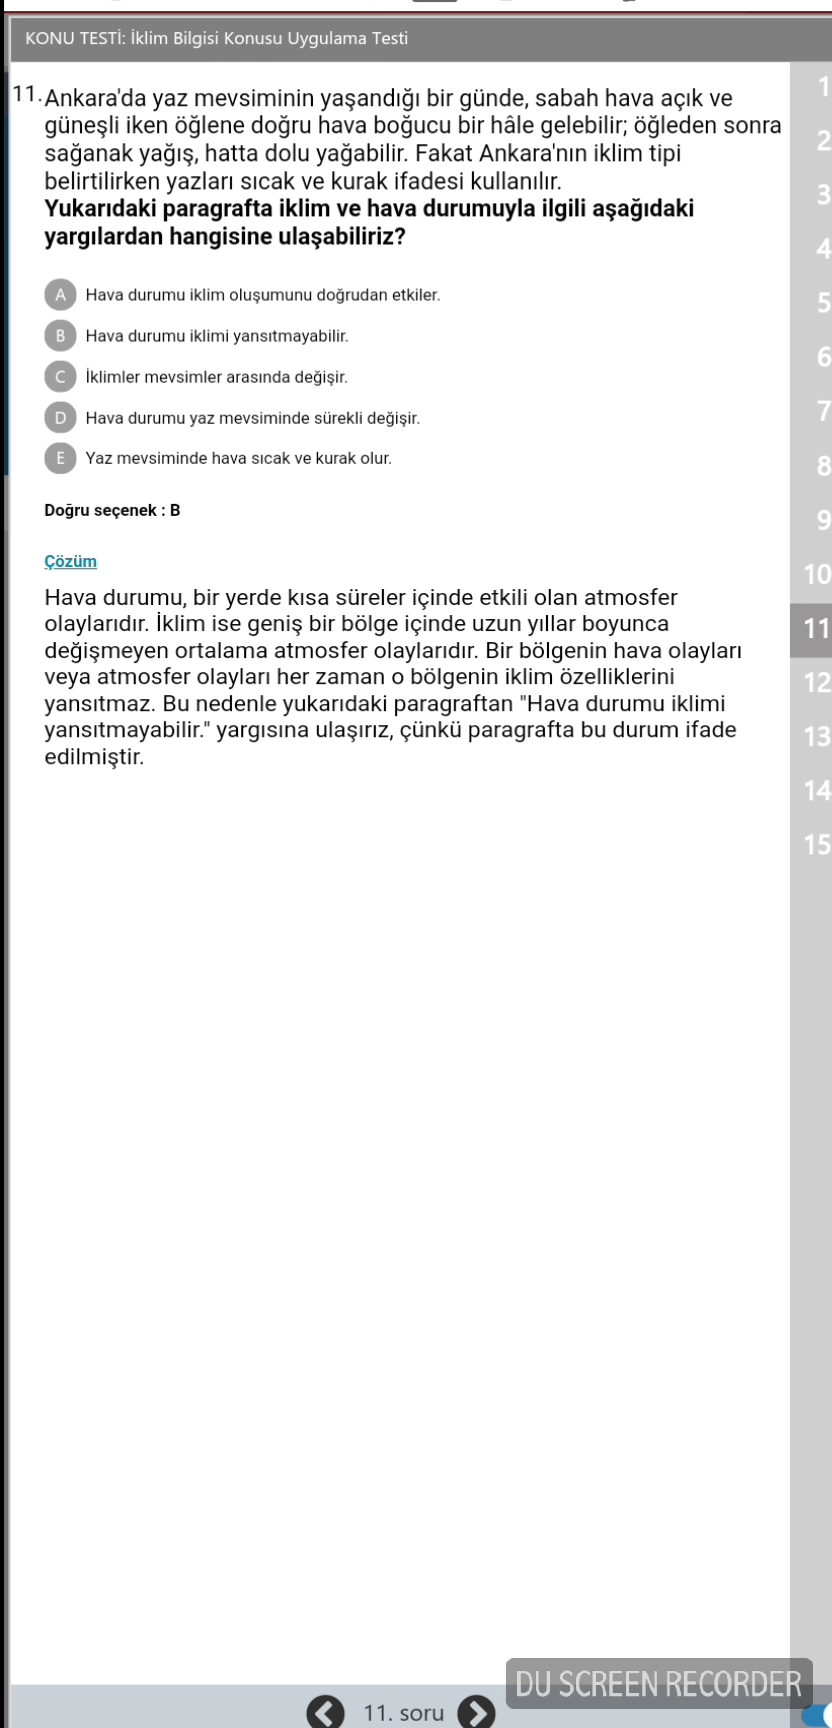 KONU TESTİ: İklim Bilgisi Konusu Uygulama Testi
11. Ankara'da yaz mevsiminin yaşandığı bir günde, sabah hava açık ve
güneşli iken öğlene doğru hava boğucu bir hâle gelebilir; öğleden sonra
sağanak yağış, hatta dolu yağabilir. Fakat Ankara'nın iklim tipi
belirtilirken yazları sıcak ve kurak ifadesi kullanılır.
Yukarıdaki paragrafta iklim ve hava durumuyla ilgili aşağıdaki
yargılardan hangisine ulaşabiliriz?
A Hava durumu iklim oluşumunu doğrudan etkiler.
B Hava durumu iklimi yansıtmayabilir.
C İklimler mevsimler arasında değişir.
D Hava durumu yaz mevsiminde sürekli değişir.
E Yaz mevsiminde hava sıcak ve kurak olur.
Doğru seçenek : B
Çözüm
Hava durumu, bir yerde kısa süreler içinde etkili olan atmosfer
olaylarıdır. İklim ise geniş bir bölge içinde uzun yıllar boyunca
değişmeyen ortalama atmosfer olaylarıdır. Bir bölgenin hava olayları
veya atmosfer olayları her zaman o bölgenin iklim özelliklerini
yansıtmaz. Bu nedenle yukarıdaki paragraftan "Hava durumu iklimi
yansıtmayabilir." yargısına ulaşırız, çünkü paragrafta bu durum ifade
edilmiştir.
1
2
3
4
5
6
7
8
9
10
11
12
13
14
15
DU SCREEN RECORDER
11. soru